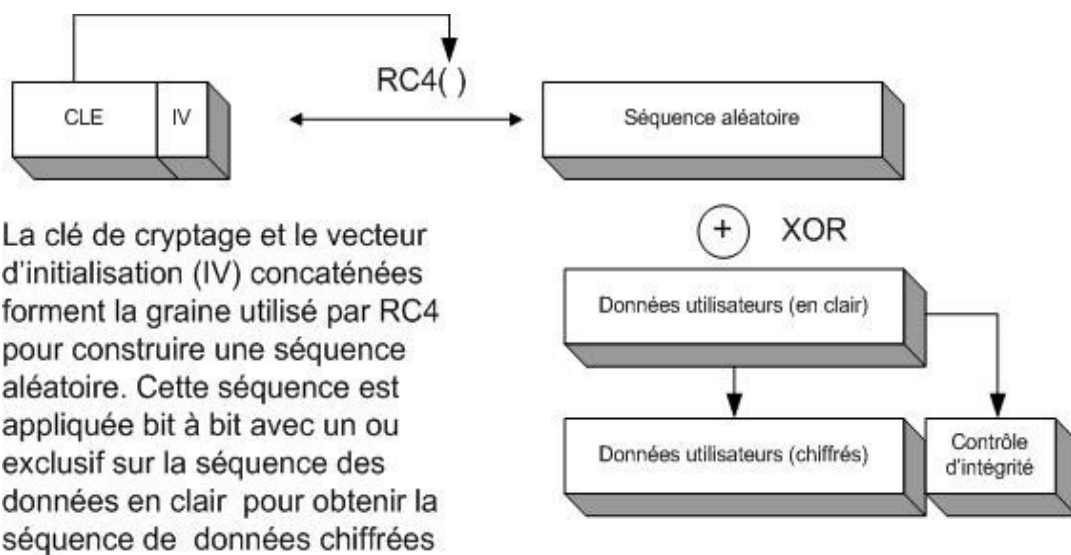 RC4( )
CLE
IV
Séquence aléatoire
La clé de cryptage et le vecteur
d'initialisation (IV) concaténées
forment la graine utilisé par RC4
pour construire une séquence
aléatoire. Cette séquence est
appliquée bit à bit avec un ou
exclusif sur la séquence des
données en clair pour obtenir la
séquence de données chiffrées
+ XOR
Données utilisateurs (en clair)
Données utilisateurs (chiffrés)
Contrôle
d'intégrité